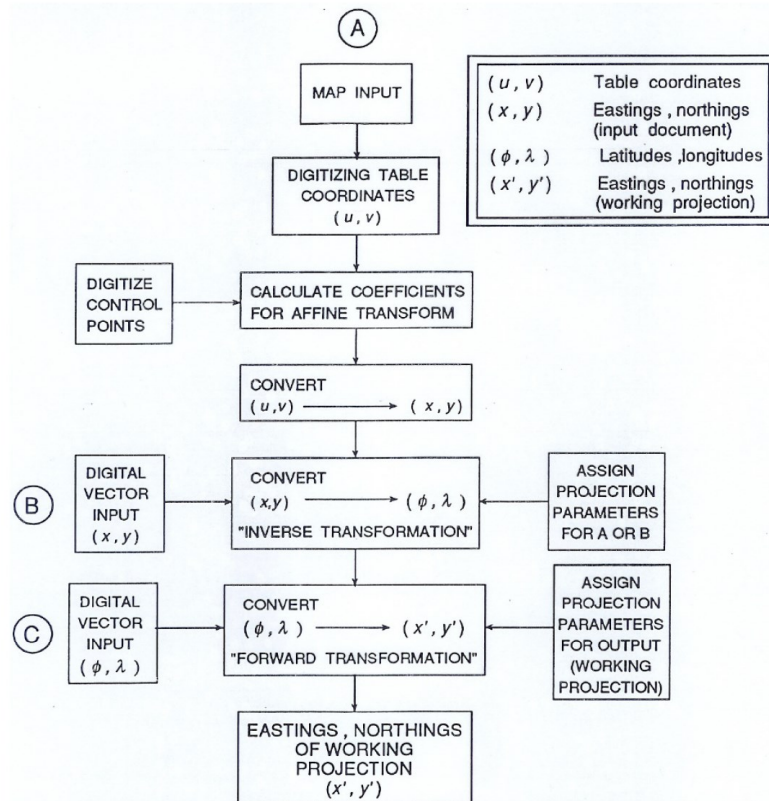 A
MAP INPUT
(u, v) Table coordinates
(x, y) Eastings, northings
(input document)
(ϕ, λ) Latitudes, longitudes
(x', y') Eastings, northings
(working projection)
DIGITIZING TABLE
COORDINATES
(u, v)
DIGITIZE
CONTROL
POINTS
CALCULATE COEFFICIENTS
FOR AFFINE TRANSFORM
CONVERT
(u,v) (x, y)
B
DIGITAL
VECTOR
INPUT
(x, y)
CONVERT
(x,y) (ϕ, λ)
"INVERSE TRANSFORMATION"
ASSIGN
PROJECTION
PARAMETERS
FOR A OR B
C
DIGITAL
VECTOR
INPUT
(ϕ, λ)
CONVERT
(ϕ, λ) (x', y')
"FORWARD TRANSFORMATION"
ASSIGN
PROJECTION
PARAMETERS
FOR OUTPUT
(WORKING
PROJECTION)
EASTINGS, NORTHINGS
OF WORKING
PROJECTION
(x', y')